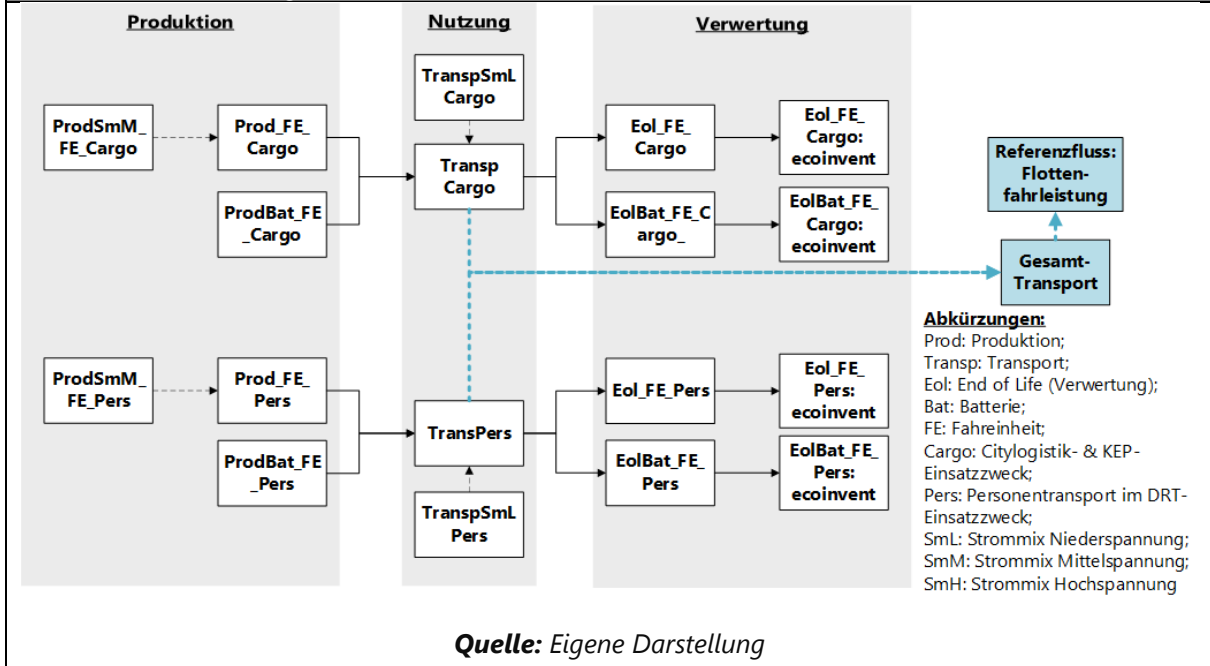 Produktion
Nutzung
Verwertung
TranspSmL
Cargo
ProdSmM_
FE_Cargo
Prod_FE_
Cargo
ProdBat_FE
_Cargo
Transp
Cargo
Eol_FE_
Cargo
Eol_FE_
Cargo:
ecoinvent
EolBat_FE_C
argo_
EolBat_FE_
Cargo:
ecoinvent
Referenzfluss:
Flotten-
fahrleistung
Gesamt-
Transport
ProdSmM_
FE_Pers
Prod_FE_
Pers
ProdBat_FE
_Pers
TransPers
TranspSmL
Pers
Eol_FE_Pers
Eol_FE_
Pers:
ecoinvent
EolBat_FE_
Pers
EolBat_FE_
Pers:
ecoinvent
Abkürzungen:
Prod: Produktion;
Transp: Transport;
Eol: End of Life (Verwertung);
Bat: Batterie;
FE: Fahreinheit;
Cargo: Citylogistik- & KEP-
Einsatzzweck;
Pers: Personentransport im DRT-
Einsatzzweck;
SmL: Strommix Niederspannung;
SmM: Strommix Mittelspannung;
SmH: Strommix Hochspannung
Quelle: Eigene Darstellung